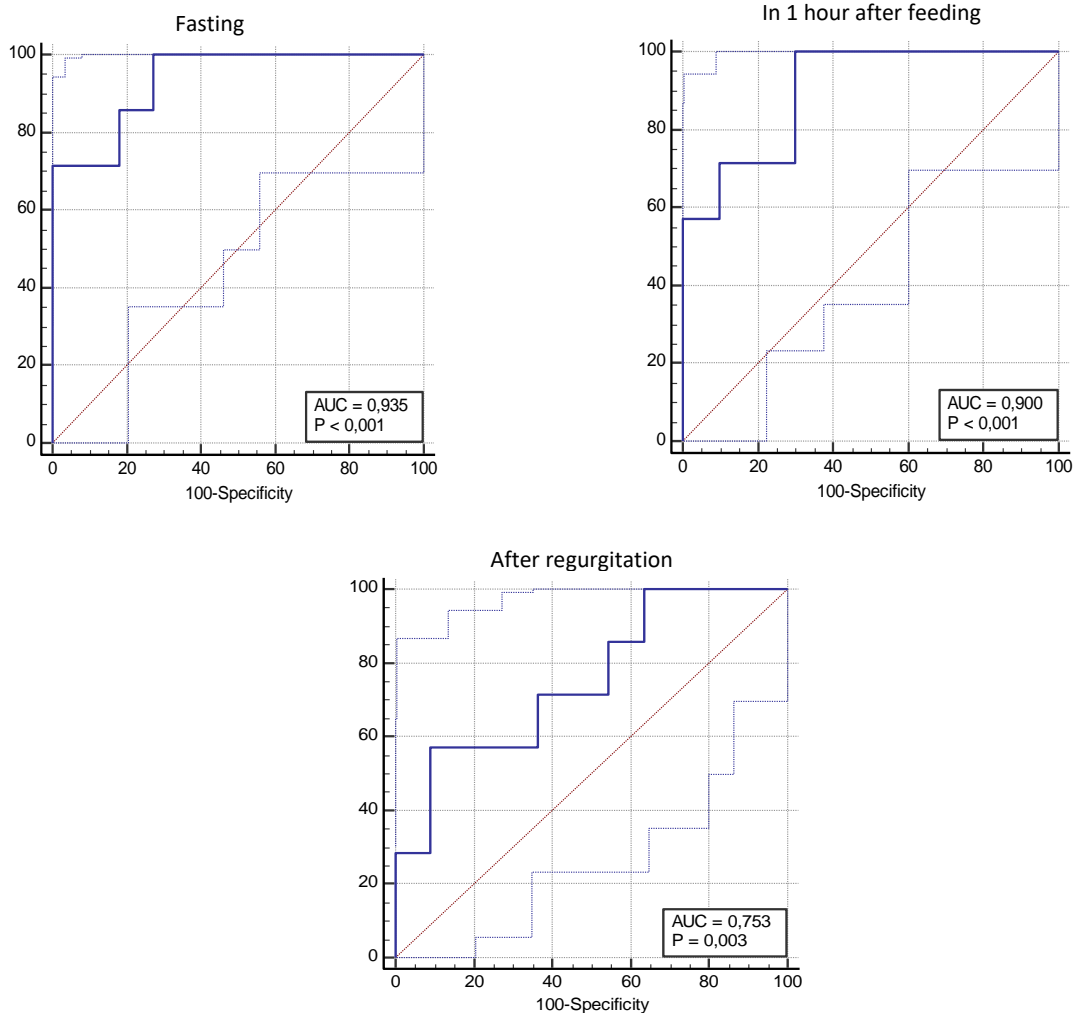 Fasting
100
80
60
40
20
0
AUC = 0,935
P < 0,001
0 20 40 60 80 100
100-Specificity
In 1 hour after feeding
100
80
60
40
20
0
AUC = 0,900
P < 0,001
0 20 40 60 80 100
100-Specificity
After regurgitation
100
80
60
40
20
0
AUC = 0,753
P = 0,003
0 20 40 60 80 100
100-Specificity